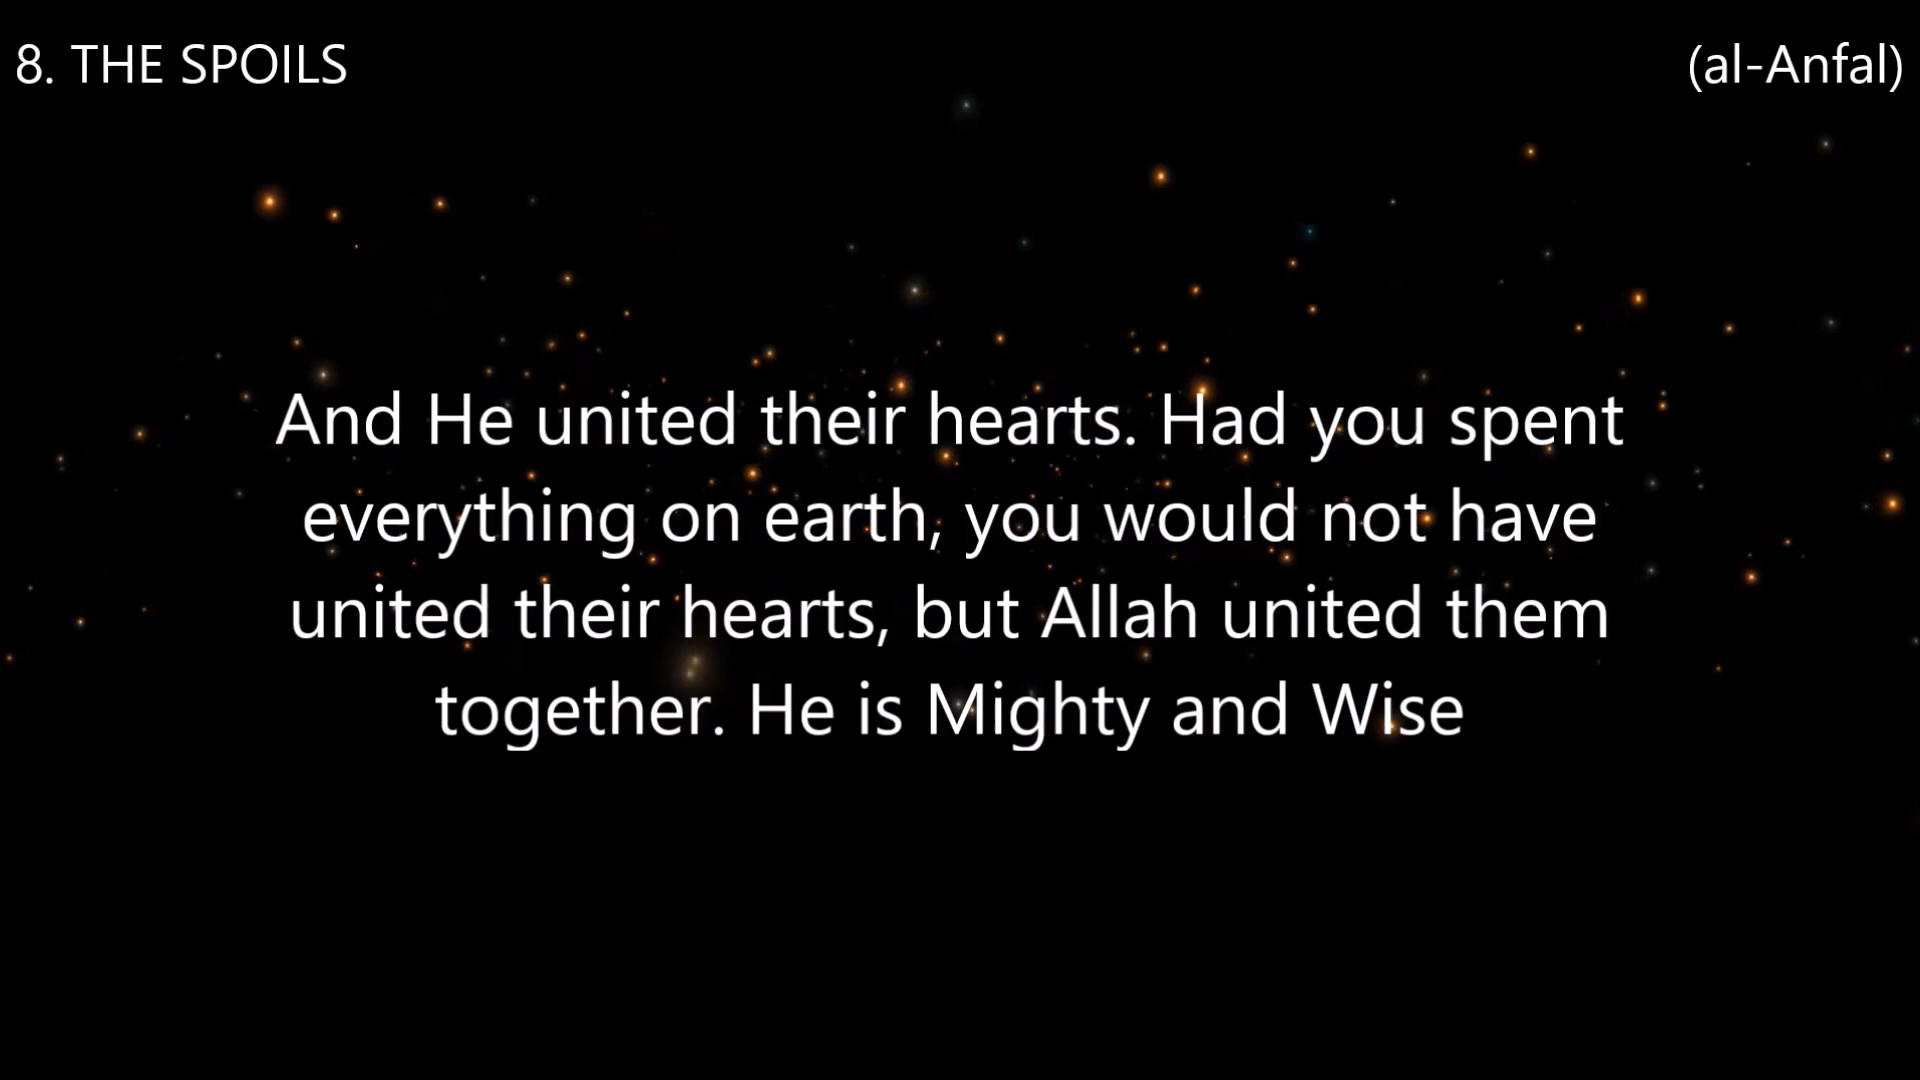 8. THE SPOILS
(al-Anfal)
And He united their hearts. Had you spent
everything on earth, you would not have
united their hearts, but Allah united them
together. He is Mighty and Wise